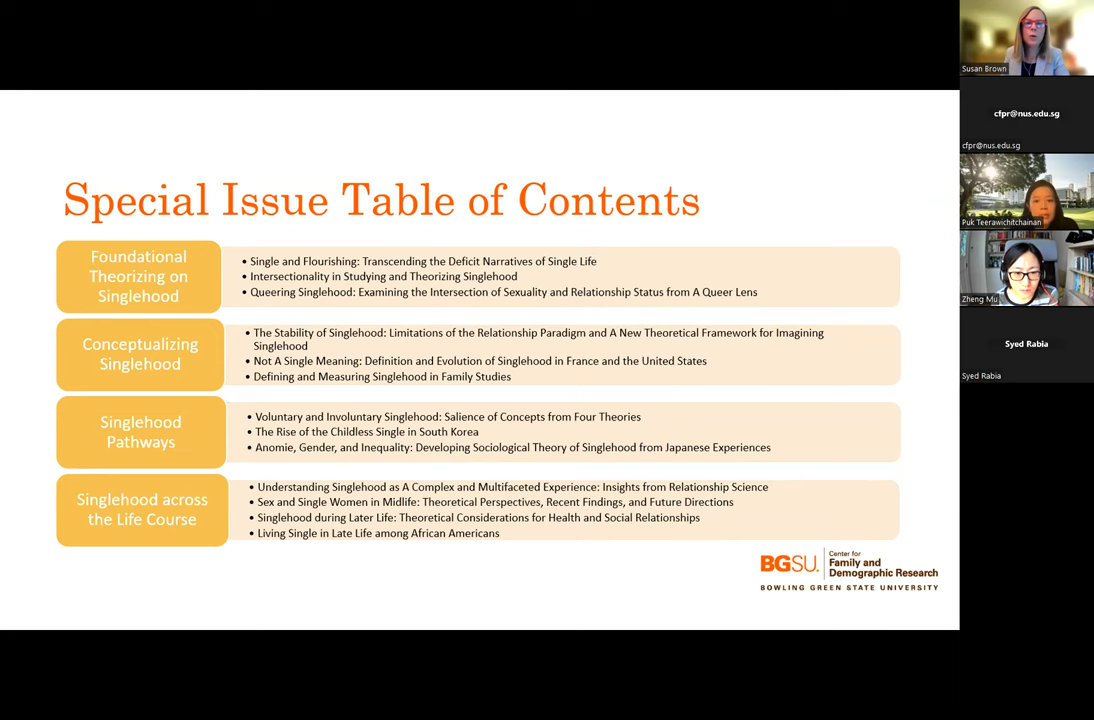 Special Issue Table of Contents
Foundational
Theorizing on
Singlehood
• Single and Flourishing: Transcending the Deficit Narratives of Single Life
• Intersectionality in Studying and Theorizing Singlehood
• Queering Singlehood: Examining the Intersection of Sexuality and Relationship Status from A Queer Lens
Conceptualizing
Singlehood
• The Stability of Singlehood: Limitations of the Relationship Paradigm and A New Theoretical Framework for Imagining
Singlehood
• Not A Single Meaning: Definition and Evolution of Singlehood in France and the United States
• Defining and Measuring Singlehood in Family Studies
Singlehood
Pathways
• Voluntary and Involuntary Singlehood: Salience of Concepts from Four Theories
• The Rise of the Childless Single in South Korea
• Anomie, Gender, and Inequality: Developing Sociological Theory of Singlehood from Japanese Experiences
Singlehood across
the Life Course
• Understanding Singlehood as A Complex and Multifaceted Experience: Insights from Relationship Science
• Sex and Single Women in Midlife: Theoretical Perspectives, Recent Findings, and Future Directions
• Singlehood during Later Life: Theoretical Considerations for Health and Social Relationships
• Living Single in Late Life among African Americans
BGSU.
Center for
Family and
Demographic Research
BOWLING GREEN STATE UNIVERSITY
Susan Brown
cfpr@nus.edu.sg
cfpr@nus.edu.sg
Puk Teerawichitchainan
Zheng Mu
Syed Rabia
Syed Rabia